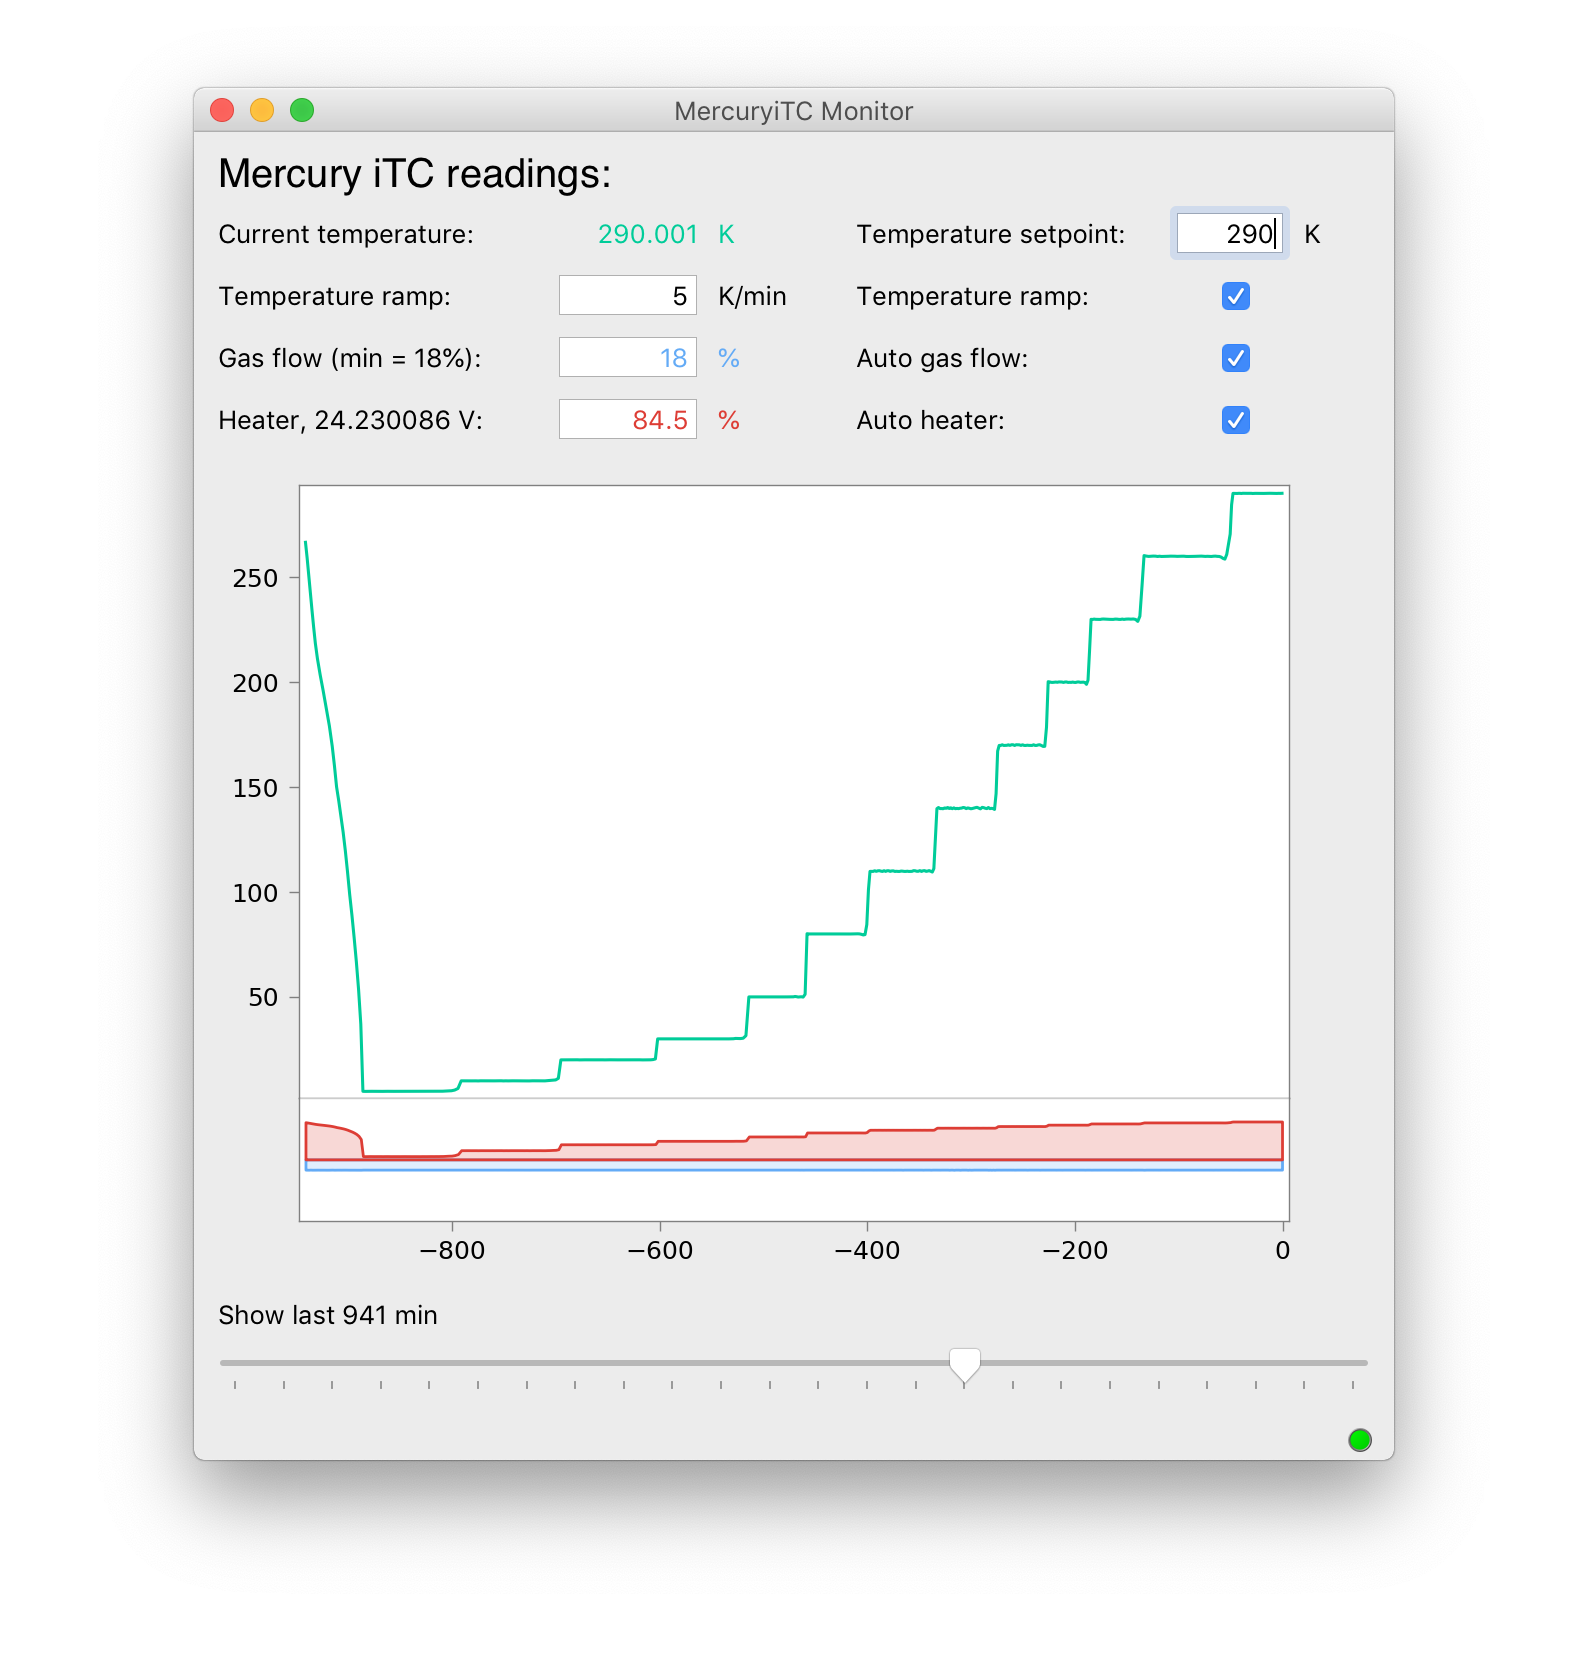 MercuryiTC Monitor
Mercury iTC readings:
Current temperature: 290.001 K Temperature setpoint: 290 K
Temperature ramp: 5 K/min Temperature ramp:
Gas flow (min = 18%): 18 % Auto gas flow:
Heater, 24.230086 V: 84.5 % Auto heater:
250
200
150
100
50
−800 −600 −400 −200 0
Show last 941 min